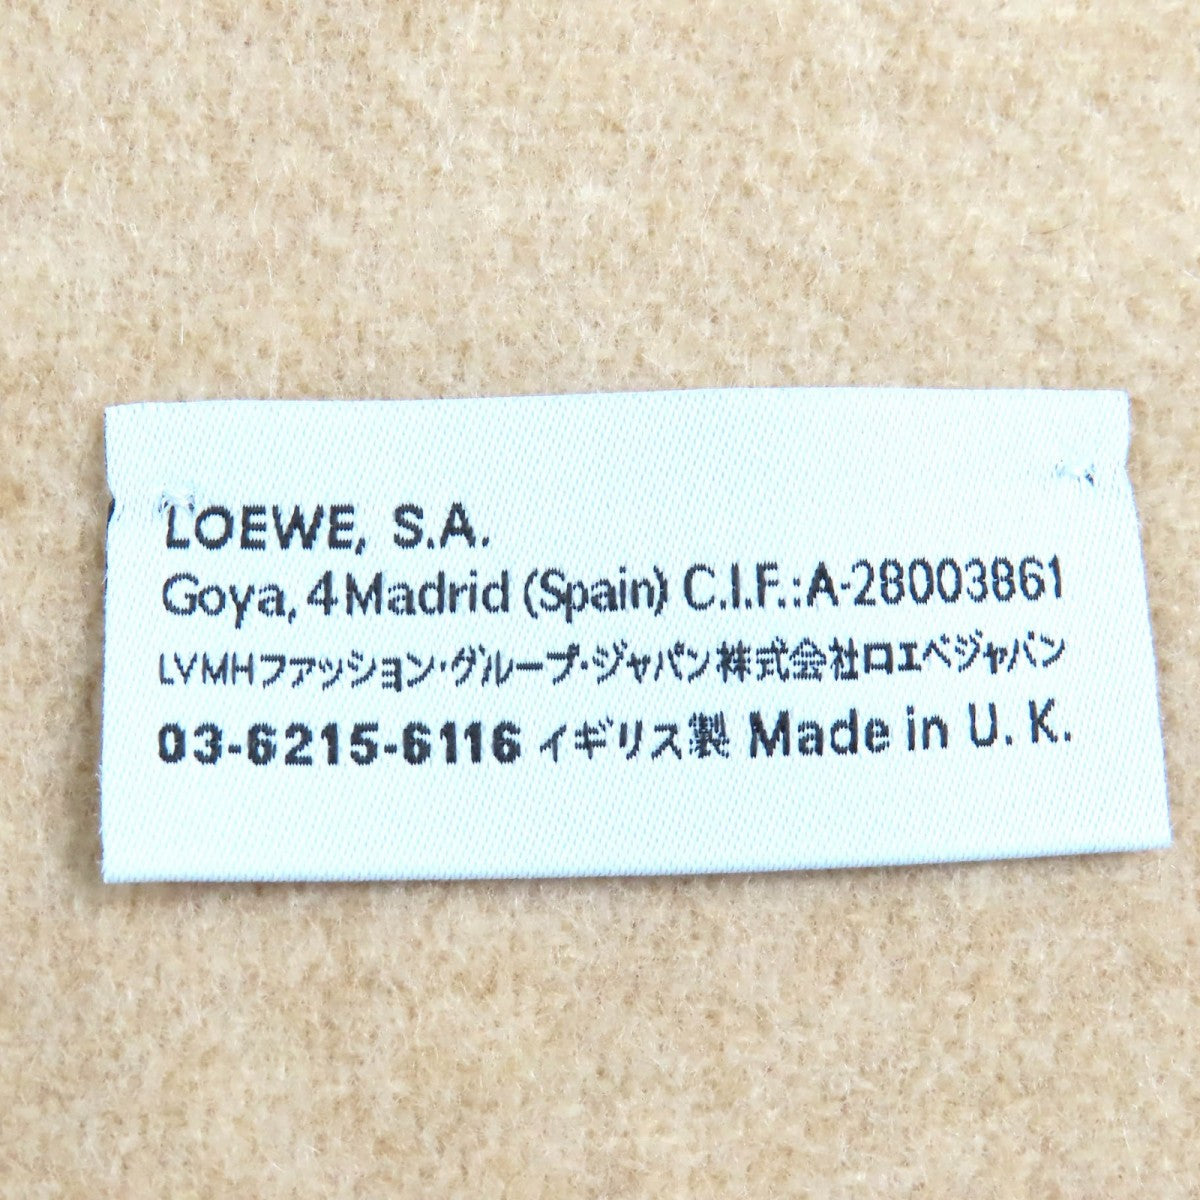 LOEWE, S.A.
Goya, 4 Madrid (Spain) C.I.F.:A-28003861
LVMHファッション・グループ・ジャパン株式会社ロエベジャパン
03-6215-6116 イギリス製 Made in U.K.